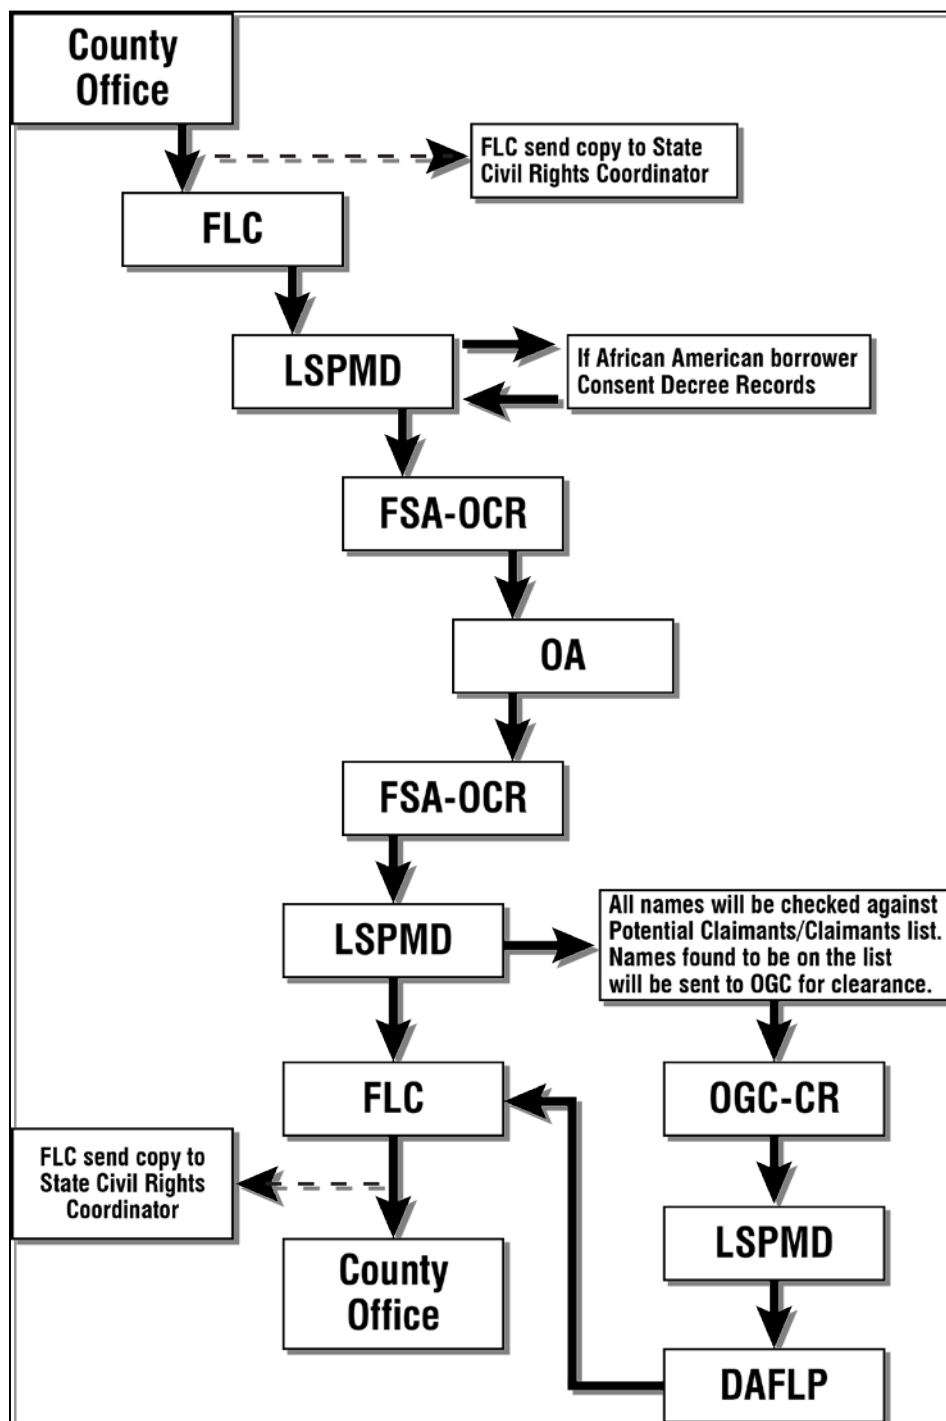 County
Office
FLC send copy to State
Civil Rights Coordinator
FLC
LSPMD
If African American borrower
Consent Decree Records
FSA-OCR
OA
FSA-OCR
LSPMD
All names will be checked against
Potential Claimants/Claimants list.
Names found to be on the list
will be sent to OGC for clearance.
FLC
OGC-CR
FLC send copy to
State Civil Rights
Coordinator
LSPMD
County
Office
DAFLP